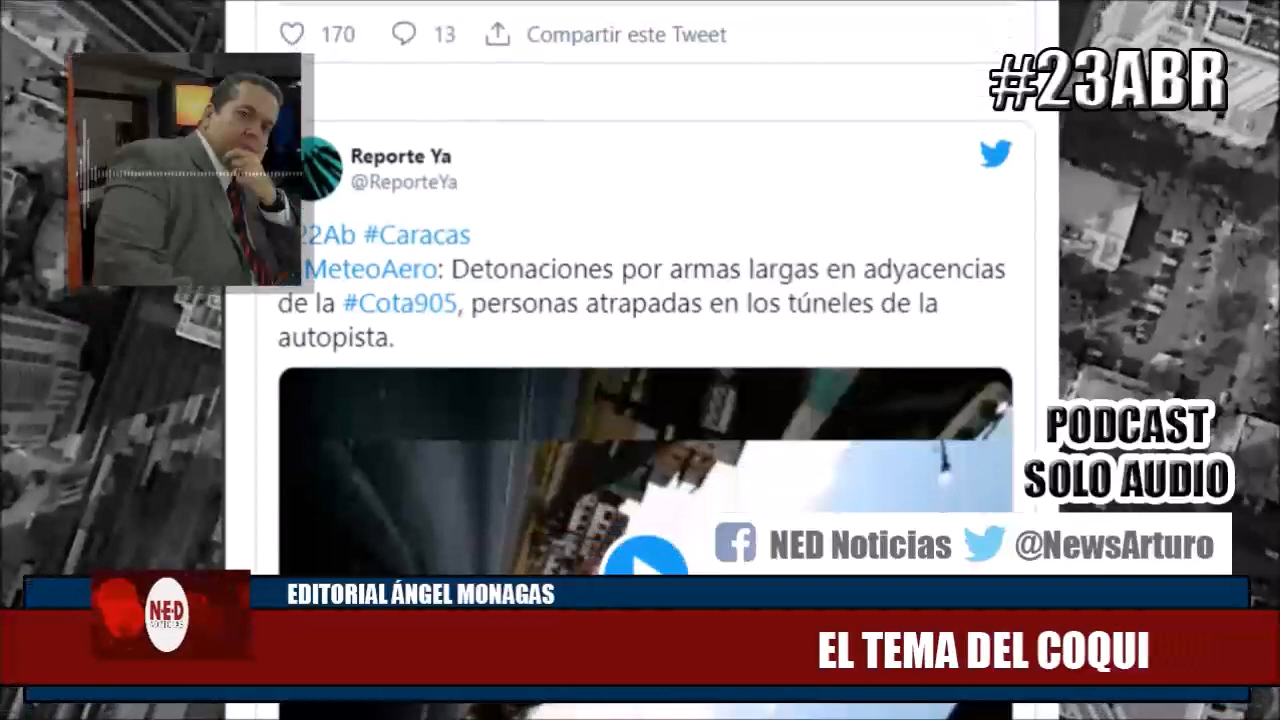 170 13 Compartir este Tweet
#23ABR
Reporte Ya
@ReporteYa
22Ab #Caracas
MeteoAero: Detonaciones por armas largas en adyacencias
de la #Cota905, personas atrapadas en los túneles de la
autopista.
PODCAST
SOLO AUDIO
NED Noticias @NewsArturo
EDITORIAL ÁNGEL MONAGAS
N·E·D
NOTICIAS
EL TEMA DEL COQUI